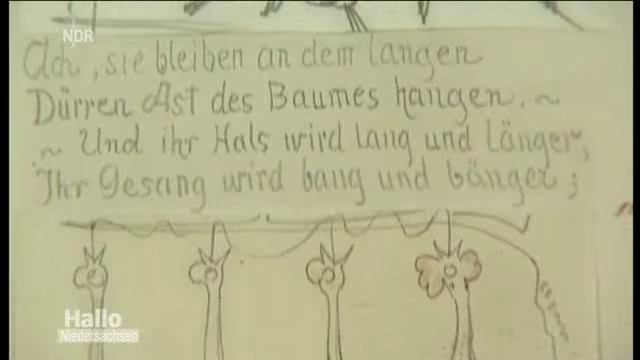 NDR
Ach, sie bleiben an dem langen
Dürren Ast des Baumes hangen. ~
~ Und ihr Hals wird lang und länger,
Ihr Gesang wird bang und bänger;
Hallo
Niedersachsen